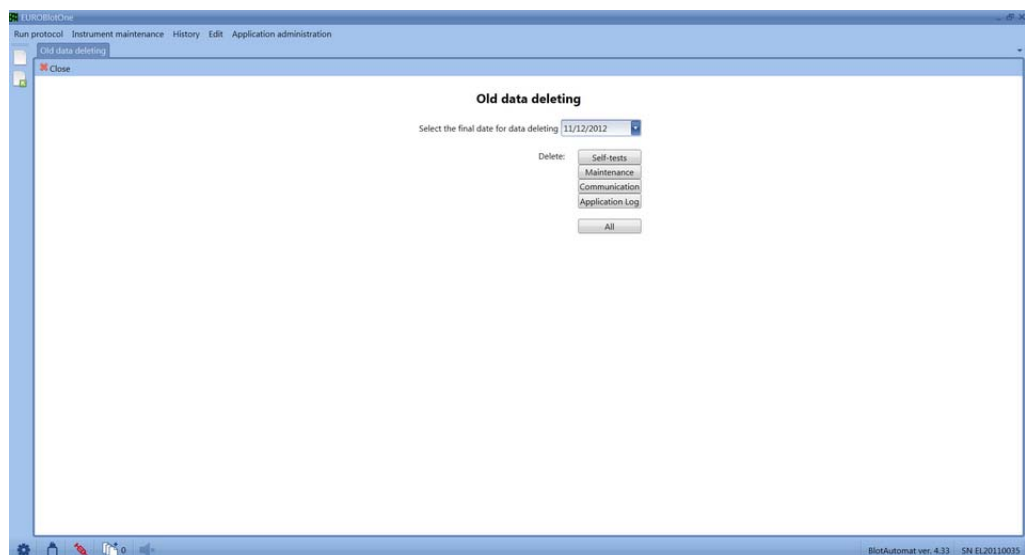 EUROBlotOne
Run protocol Instrument maintenance History Edit Application administration
Old data deleting
Close
Old data deleting
Select the final date for data deleting 11/12/2012
Delete: Self-tests
Maintenance
Communication
Application Log
All
0
BlotAutomat ver. 4.33 SN EL20110035